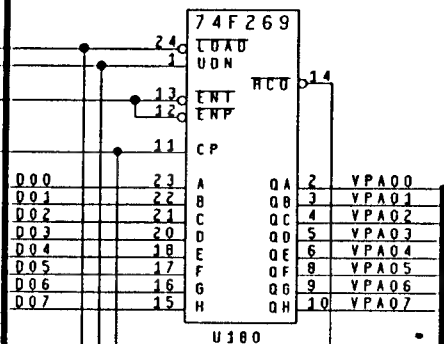 74F269
24 LOAD
1 UDN
RCO 14
13 ENT
12 ENP
11 CP
D00 23 A QA 2 VPA00
D01 22 B QB 3 VPA01
D02 21 C QC 4 VPA02
D03 20 D QD 5 VPA03
D04 18 E QE 6 VPA04
D05 17 F QF 8 VPA05
D06 16 G QG 9 VPA06
D07 15 H QH 10 VPA07
U180